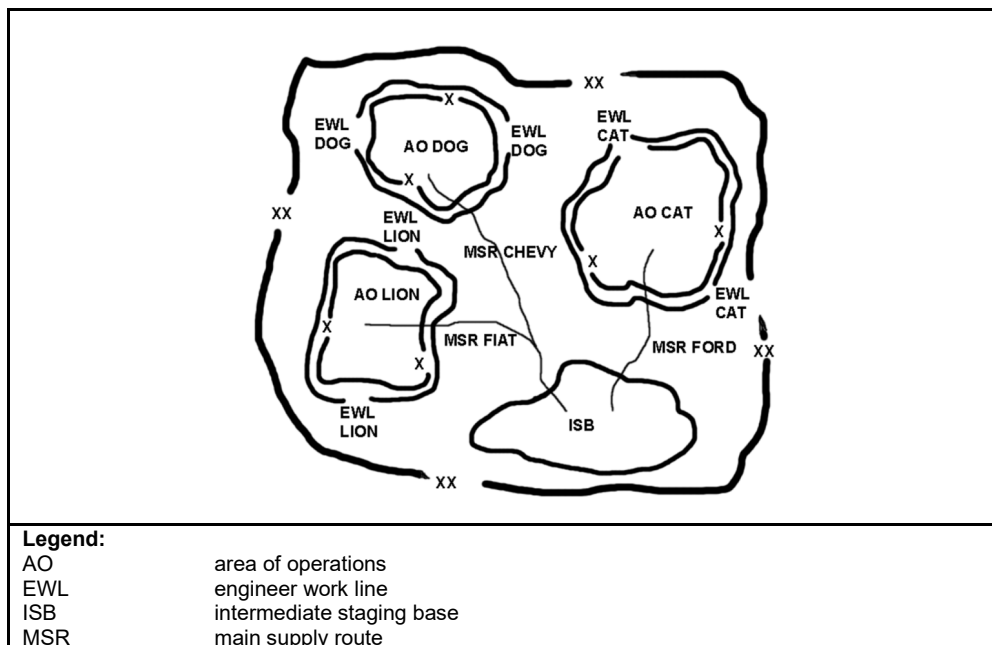 XX
EWL
CAT
X
EWL
DOG
AO DOG
EWL
DOG
X
XX
AO CAT
EWL
LION
X
MSR CHEVY
X
AO LION
EWL
CAT
X
MSR FIAT
MSR FORD
XX
X
EWL
LION
ISB
XX
Legend:
AO area of operations
EWL engineer work line
ISB intermediate staging base
MSR main supply route